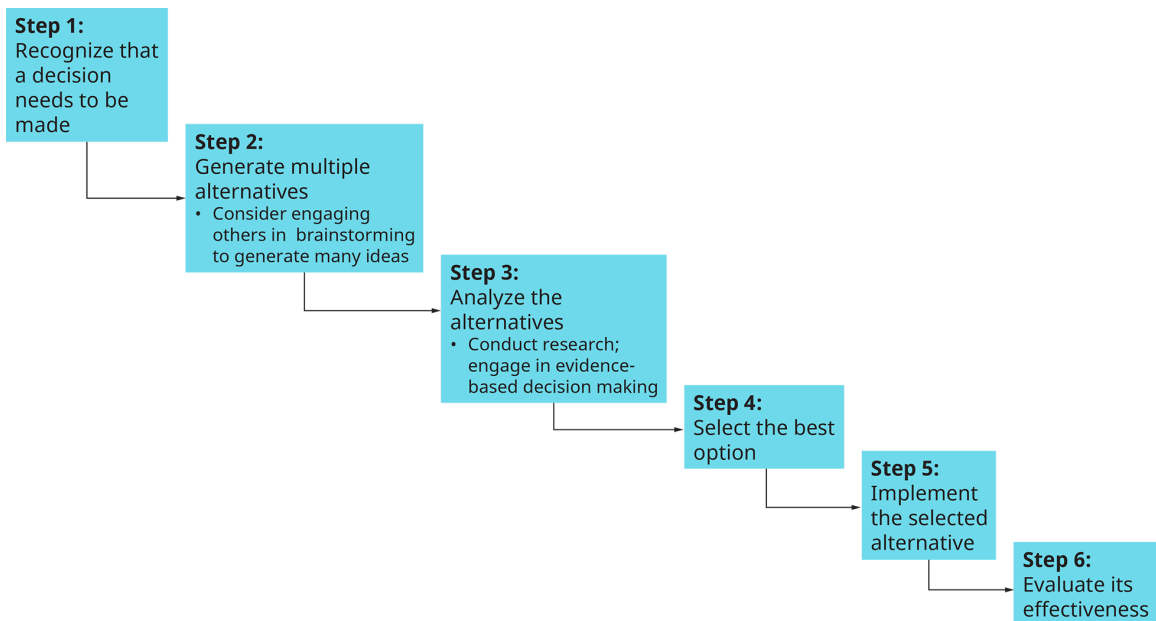 Step 1:
Recognize that
a decision
needs to be
made
Step 2:
Generate multiple
alternatives
• Consider engaging
others in brainstorming
to generate many ideas
Step 3:
Analyze the
alternatives
• Conduct research;
engage in evidence-
based decision making
Step 4:
Select the best
option
Step 5:
Implement
the selected
alternative
Step 6:
Evaluate its
effectiveness